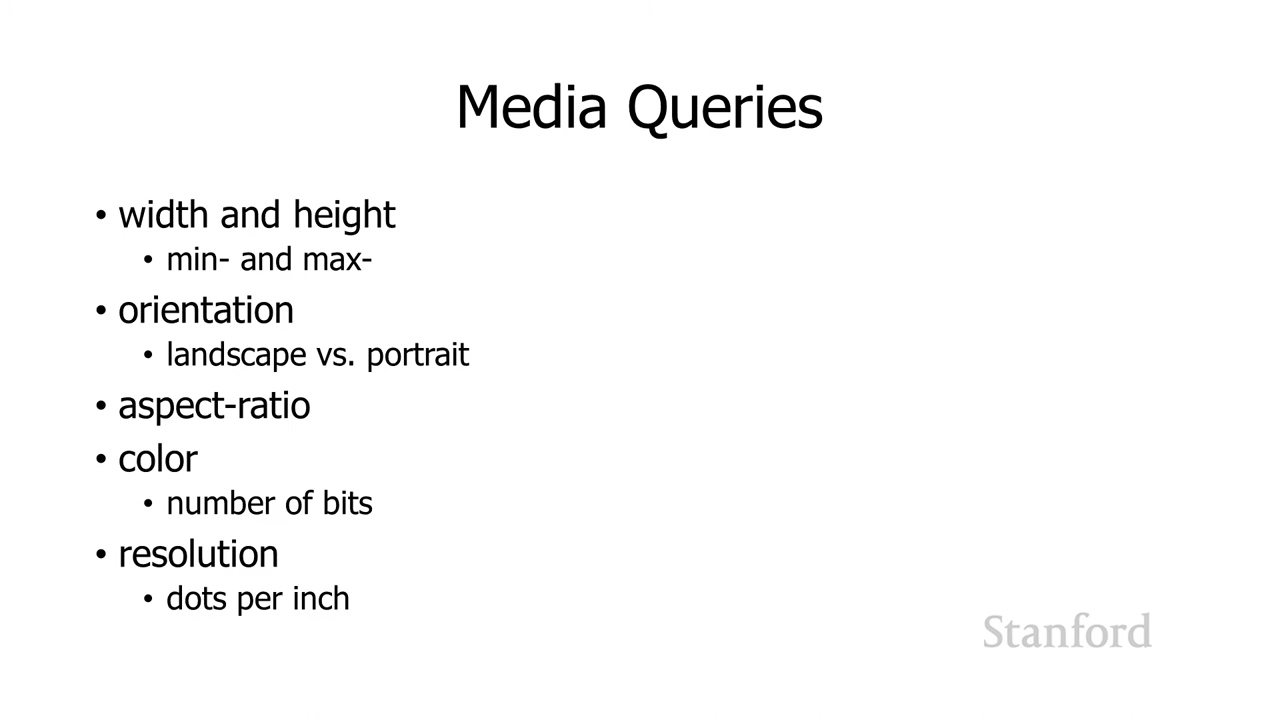 Media Queries
• width and height
• min- and max-
• orientation
• landscape vs. portrait
• aspect-ratio
• color
• number of bits
• resolution
• dots per inch
Stanford